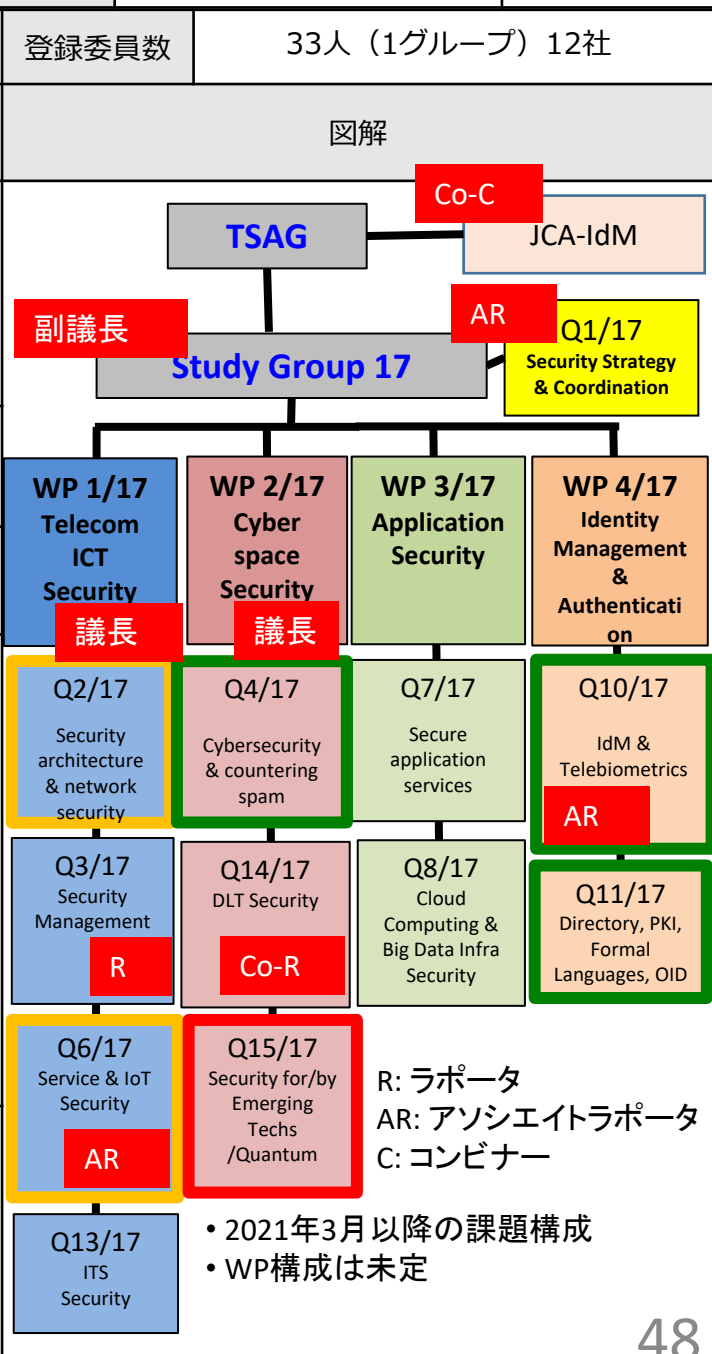 登録委員数
33人（1グループ）12社
図解
Co-C
TSAG
JCA-IdM
副議長
AR
Study Group 17
Q1/17
Security Strategy
& Coordination
WP 1/17
Telecom
ICT
Security
議長
WP 2/17
Cyber
space
Security
議長
WP 3/17
Application
Security
WP 4/17
Identity
Management
&
Authenticati
on
Q2/17
Security
architecture
& network
security
Q4/17
Cybersecurity
& countering
spam
Q7/17
Secure
application
services
Q10/17
IdM &
Telebiometrics
AR
Q3/17
Security
Management
R
Q14/17
DLT Security
Co-R
Q8/17
Cloud
Computing &
Big Data Infra
Security
Q11/17
Directory, PKI,
Formal
Languages, OID
Q6/17
Service & IoT
Security
AR
Q15/17
Security for/by
Emerging
Techs
/Quantum
R: ラポータ
AR: アソシエイトラポータ
C: コンビナー
Q13/17
ITS
Security
• 2021年3月以降の課題構成
• WP構成は未定
48